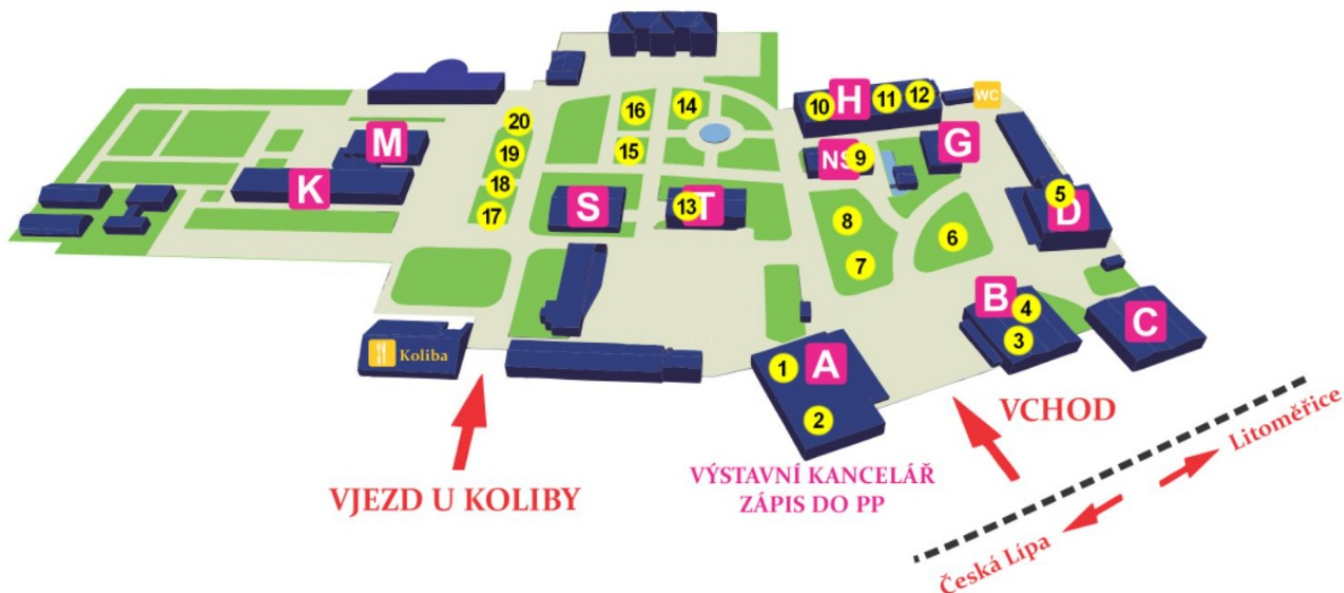 10
H
11
12
WC
16
14
20
M
15
19
NS
9
G
18
K
5
D
17
S
13
T
8
6
7
B
4
3
C
Koliba
1
A
2
VCHOD
Litoměřice
VÝSTAVNÍ KANCELÁŘ
ZÁPIS DO PP
VJEZD U KOLIBY
Česká Lípa